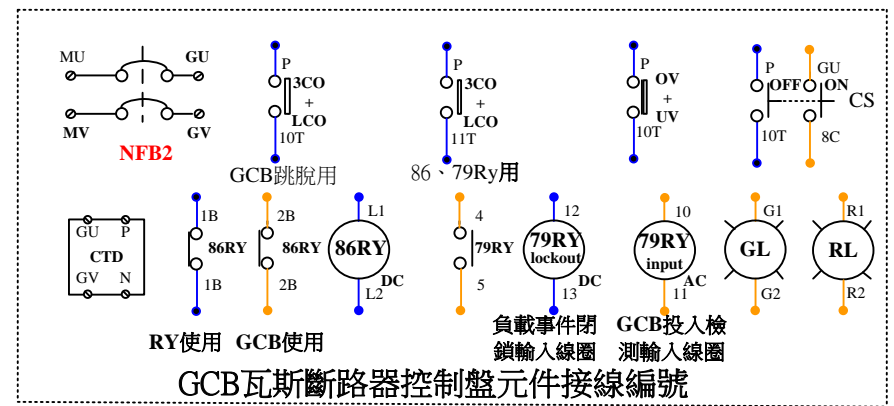 MU GU
MV GV
NFB2
P 3CO
+
LCO
10T
GCB跳脫用
P 3CO
+
LCO
11T
86、79Ry用
P OV
+
UV
10T
P GU
OFF ON CS
10T 8C
GU P
CTD
GV N
1B
86RY
1B
RY使用
2B
86RY
2B
GCB使用
L1
86RY
L2 DC
4
79RY
5
12
79RY
lockout
13 DC
負載事件閉
鎖輸入線圈
10
79RY
input
11 AC
GCB投入檢
測輸入線圈
G1
GL
G2
R1
RL
R2
GCB瓦斯斷路器控制盤元件接線編號